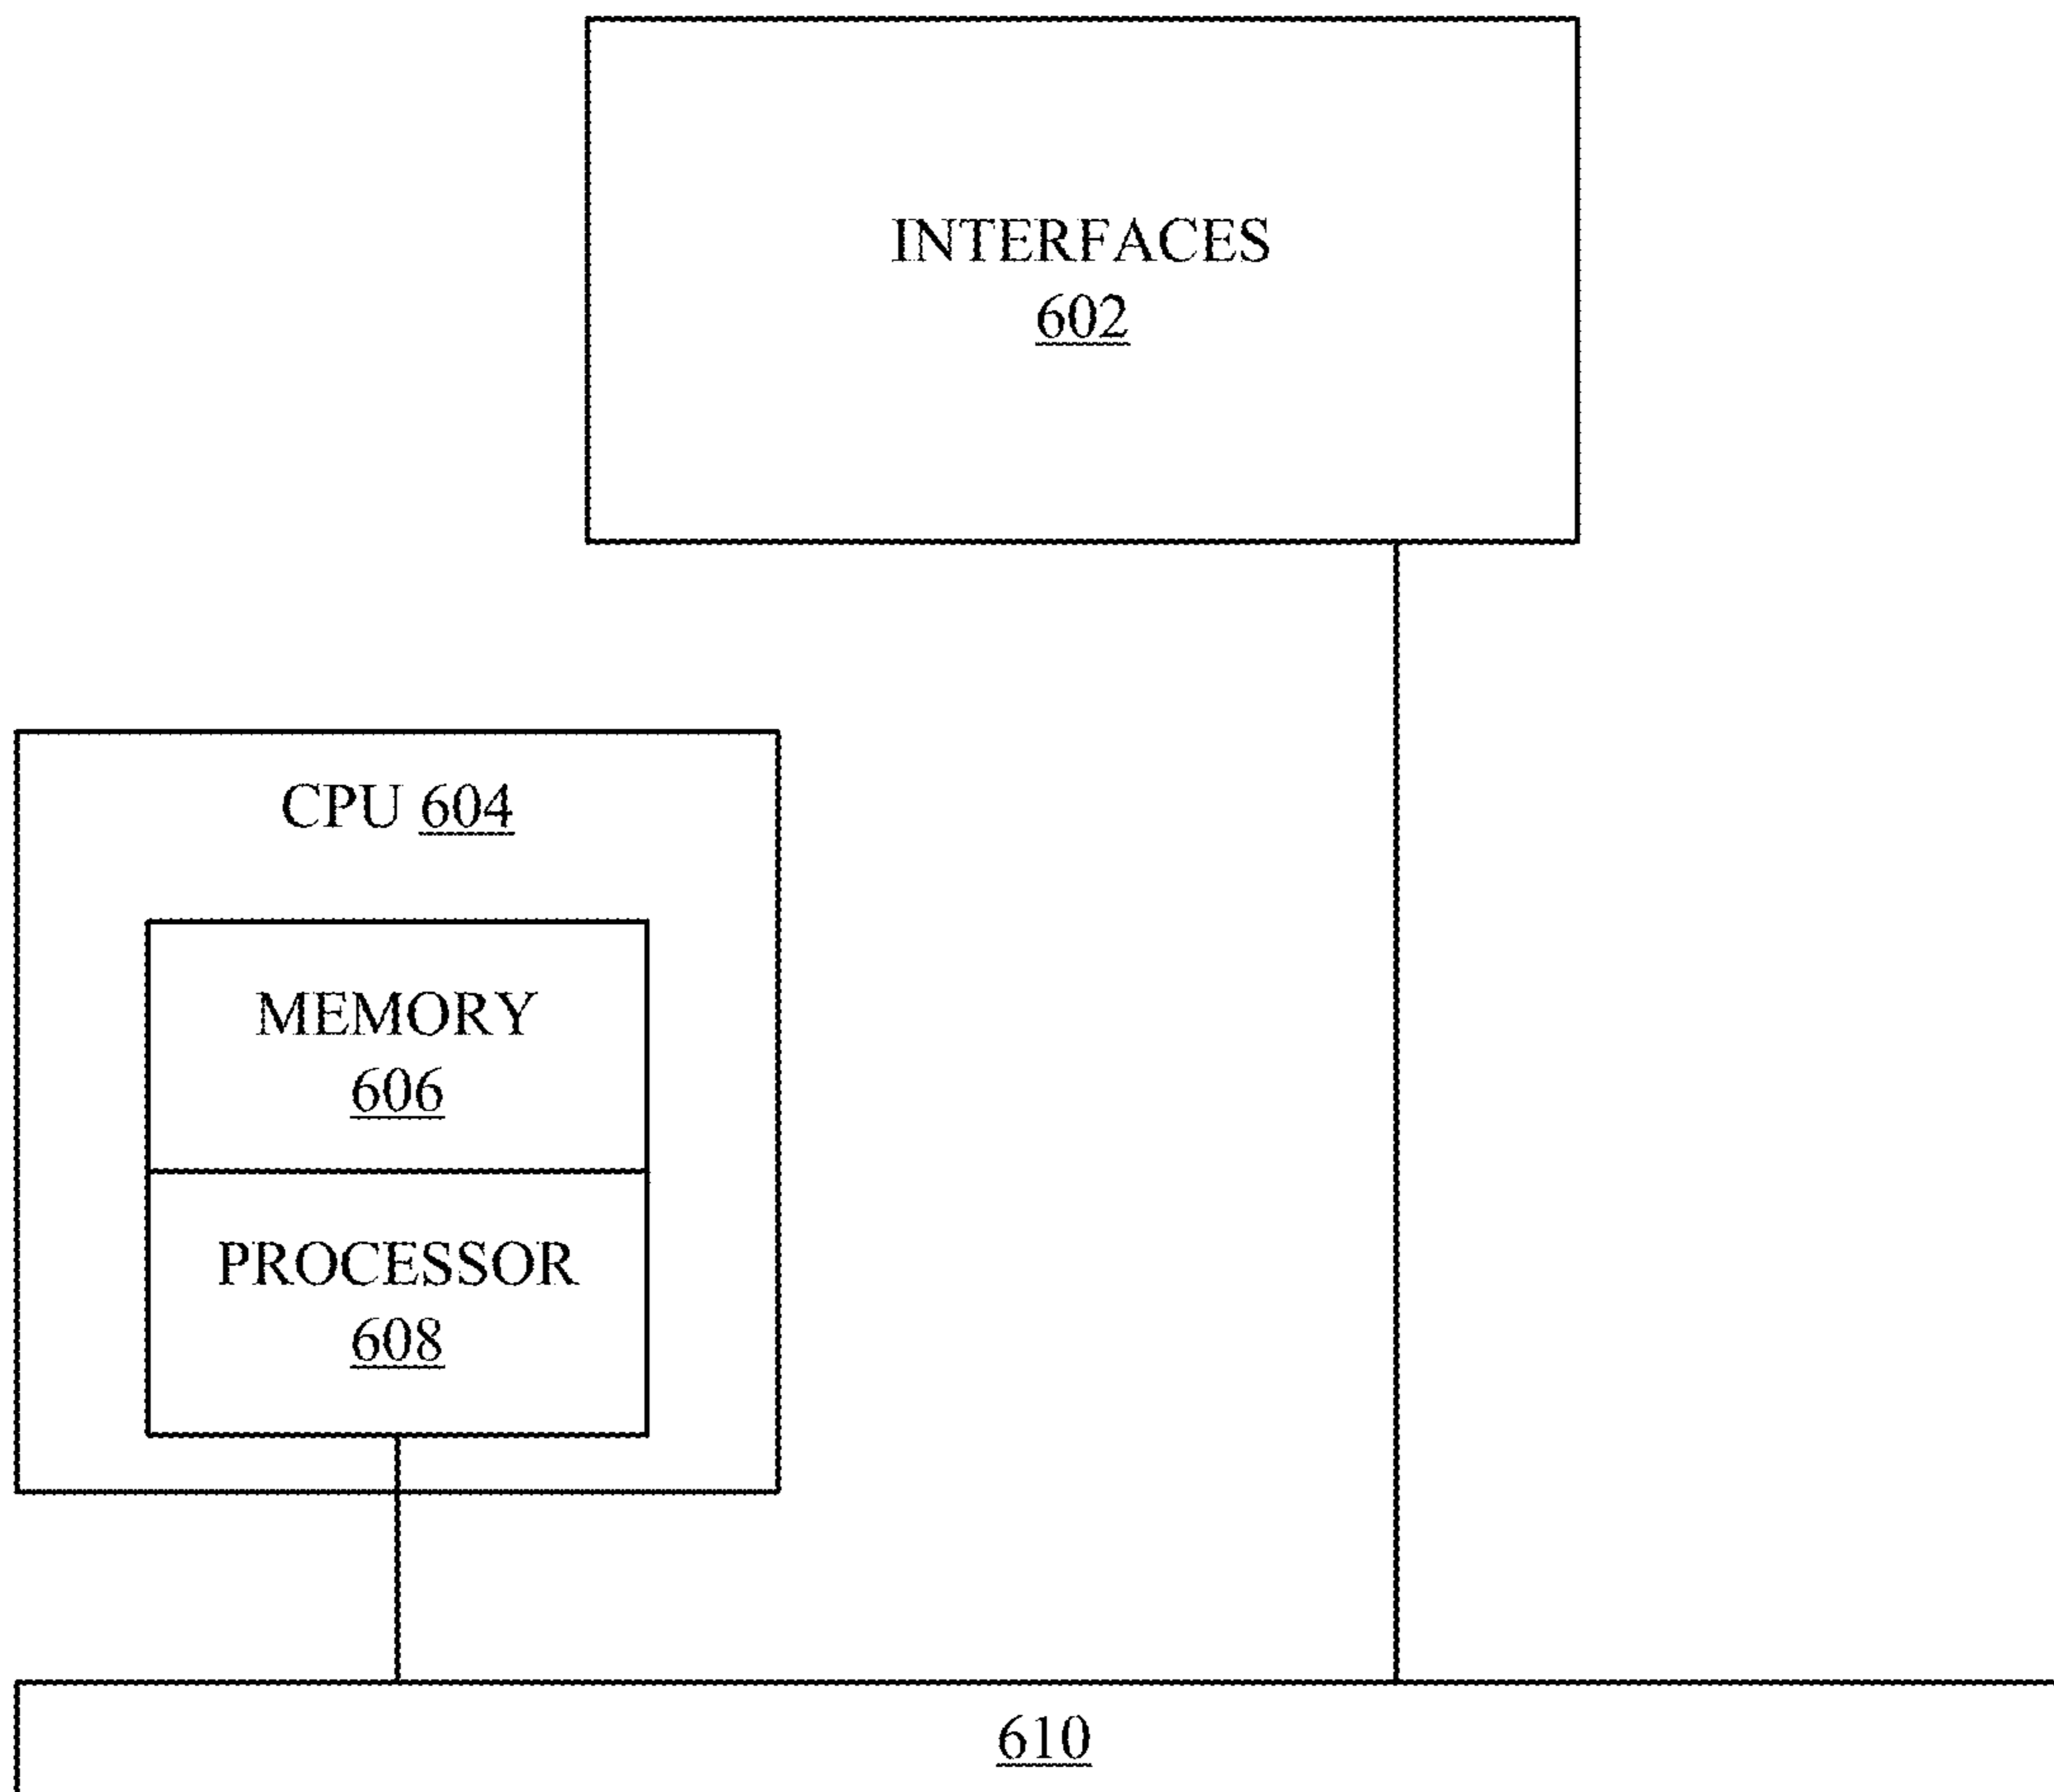 INTERFACES
602
CPU 604
MEMORY
606
PROCESSOR
608
610